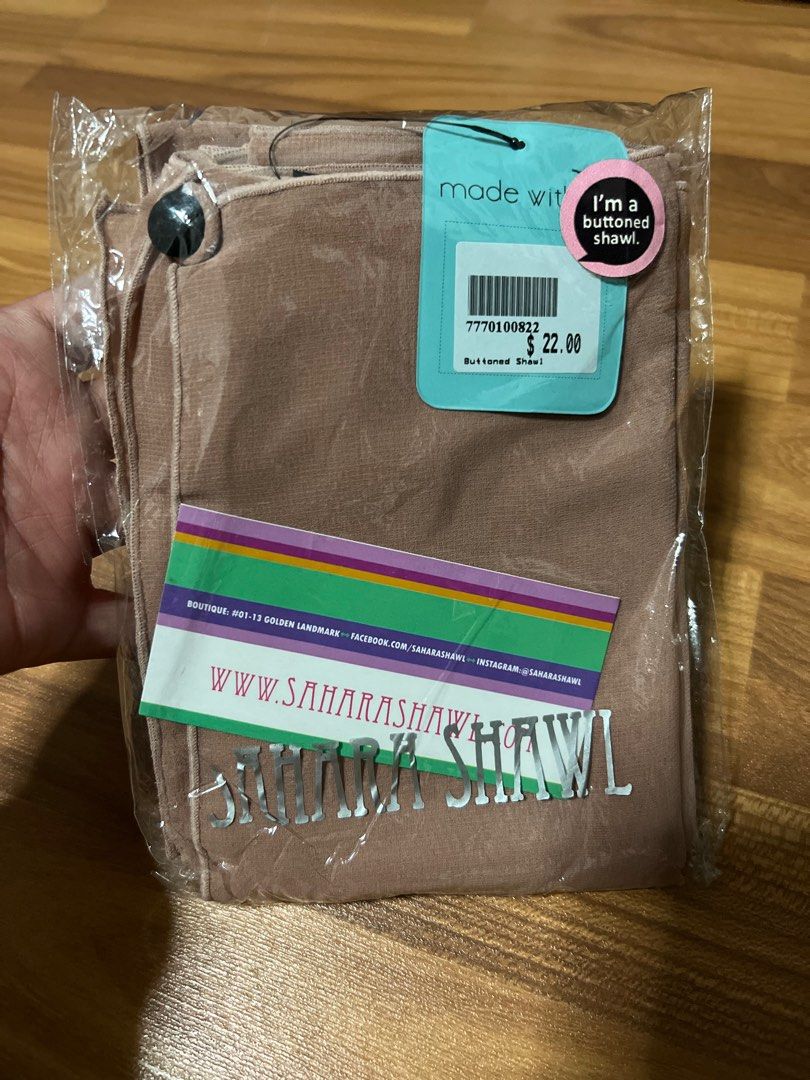 made with
I'm a
buttoned
shawl.
7770100822
$ 22.00
Buttoned Shawl
BOUTIQUE: #01-13 GOLDEN LANDMARK FACEBOOK.COM/SAHARASHAWL INSTAGRAM:@SAHARASHAWL
WWW.SAHARASHAWL
SAHARA SHAWL